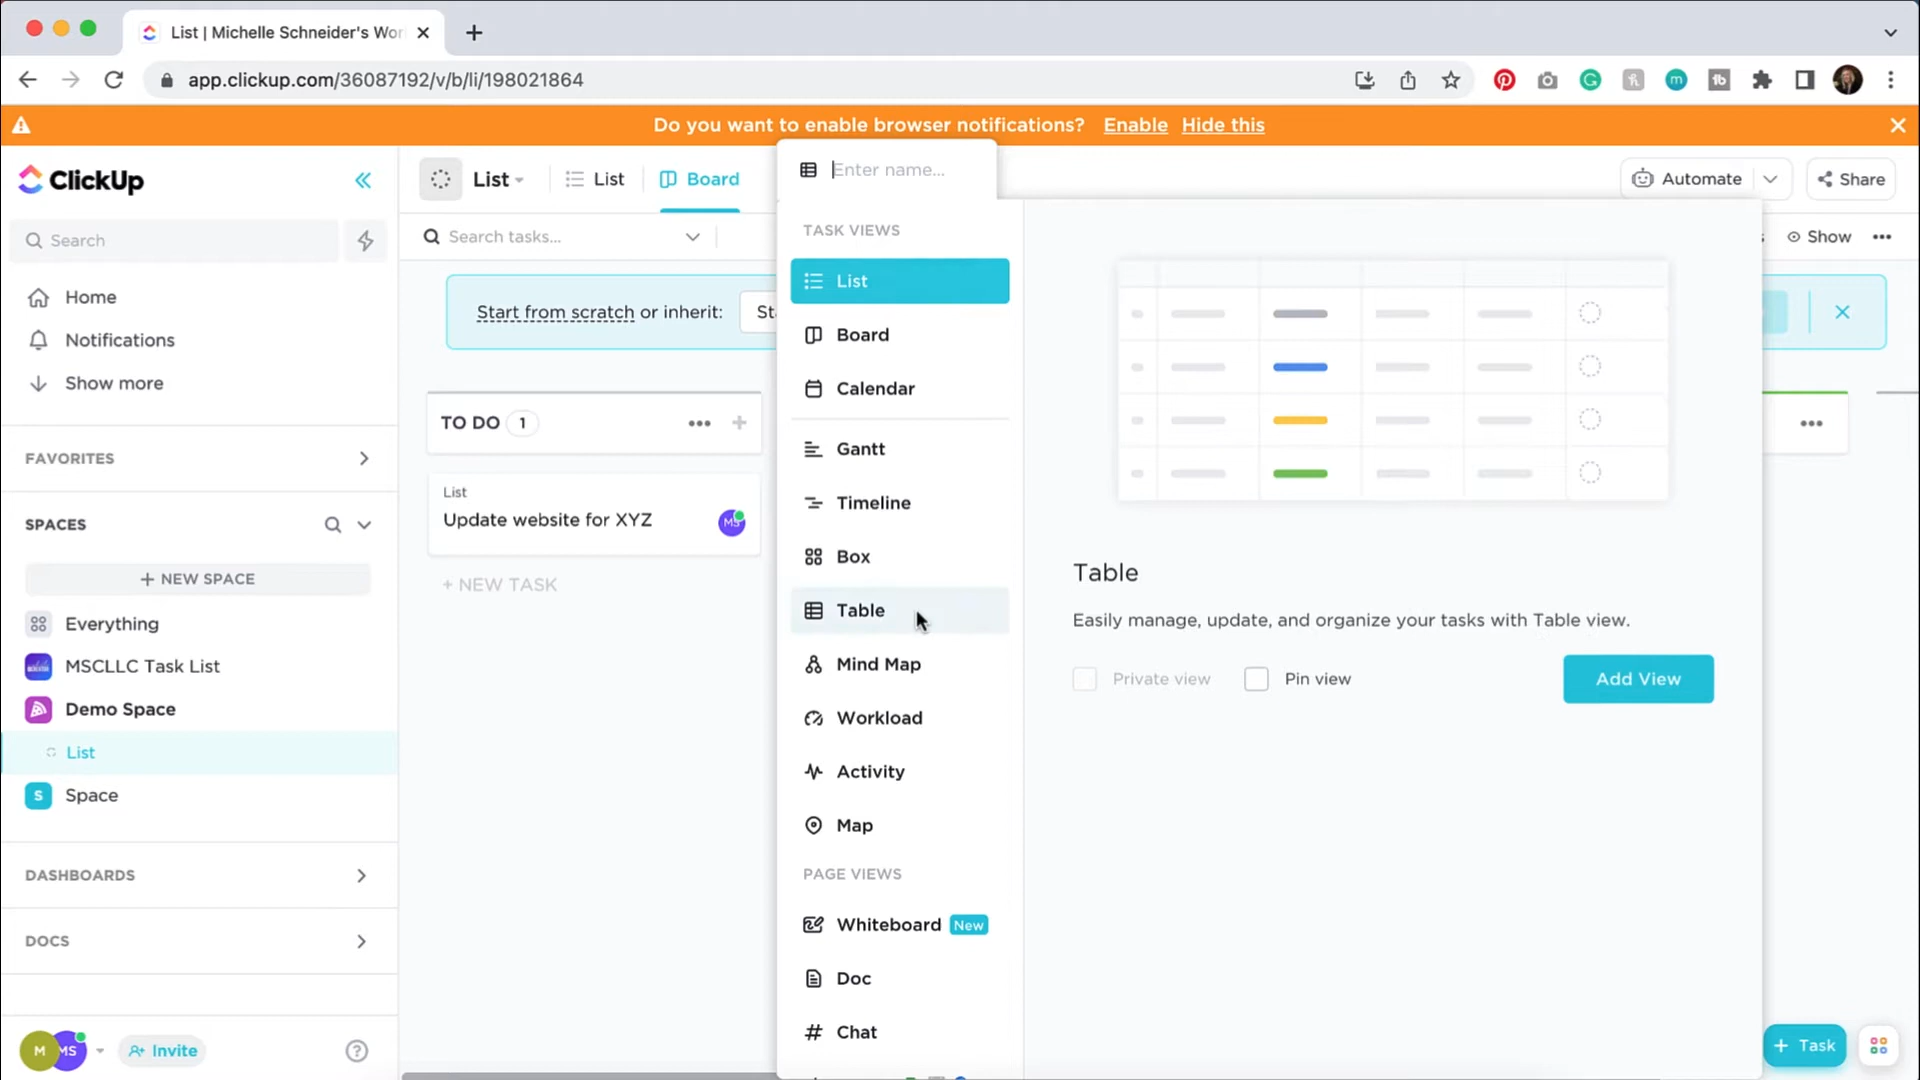 List | Michelle Schneider's Wor
app.clickup.com/36087192/v/b/li/198021864
Do you want to enable browser notifications? Enable Hide this
ClickUp
Search
Home
Notifications
Show more
FAVORITES
SPACES
+ NEW SPACE
Everything
MSCLLC Task List
Demo Space
List
S Space
DASHBOARDS
DOCS
M MS Invite
List List Board
Search tasks...
Start from scratch or inherit:
TO DO 1
List
Update website for XYZ
MS
+ NEW TASK
Enter name...
TASK VIEWS
List
Board
Calendar
Gantt
Timeline
Box
Table
Mind Map
Workload
Activity
Map
PAGE VIEWS
Whiteboard New
Doc
# Chat
Table
Easily manage, update, and organize your tasks with Table view.
Private view Pin view Add View
Automate Share
Show
+ Task